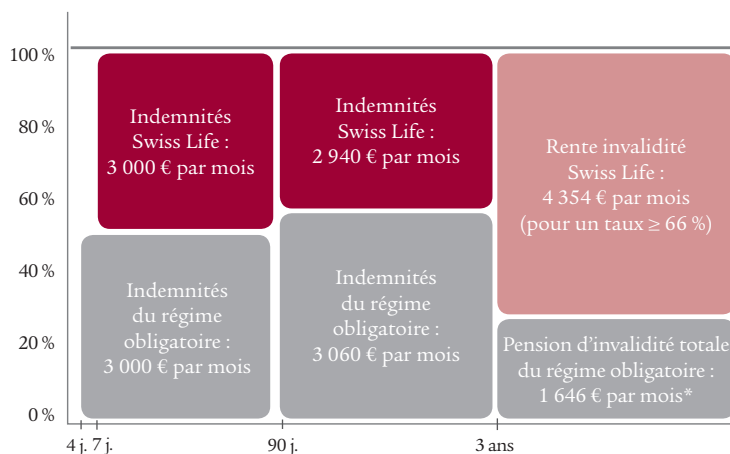 100 %
80 %
60 %
40 %
20 %
0 %
Indemnités
Swiss Life :
3 000 € par mois
Indemnités
du régime
obligatoire :
3 000 € par mois
Indemnités
Swiss Life :
2 940 € par mois
Indemnités
du régime
obligatoire :
3 060 € par mois
Rente invalidité
Swiss Life :
4 354 € par mois
(pour un taux ≥ 66 %)
Pension d’invalidité totale
du régime obligatoire :
1 646 € par mois*
4 j. 7 j. 90 j. 3 ans